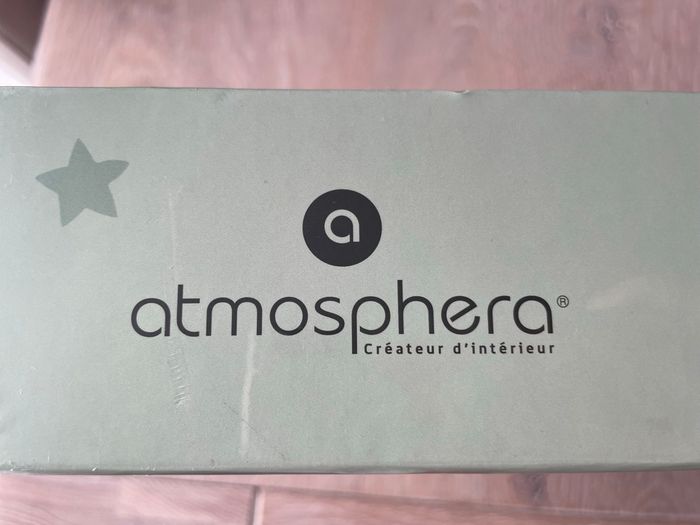 a
atmosphera®
Créateur d'intérieur